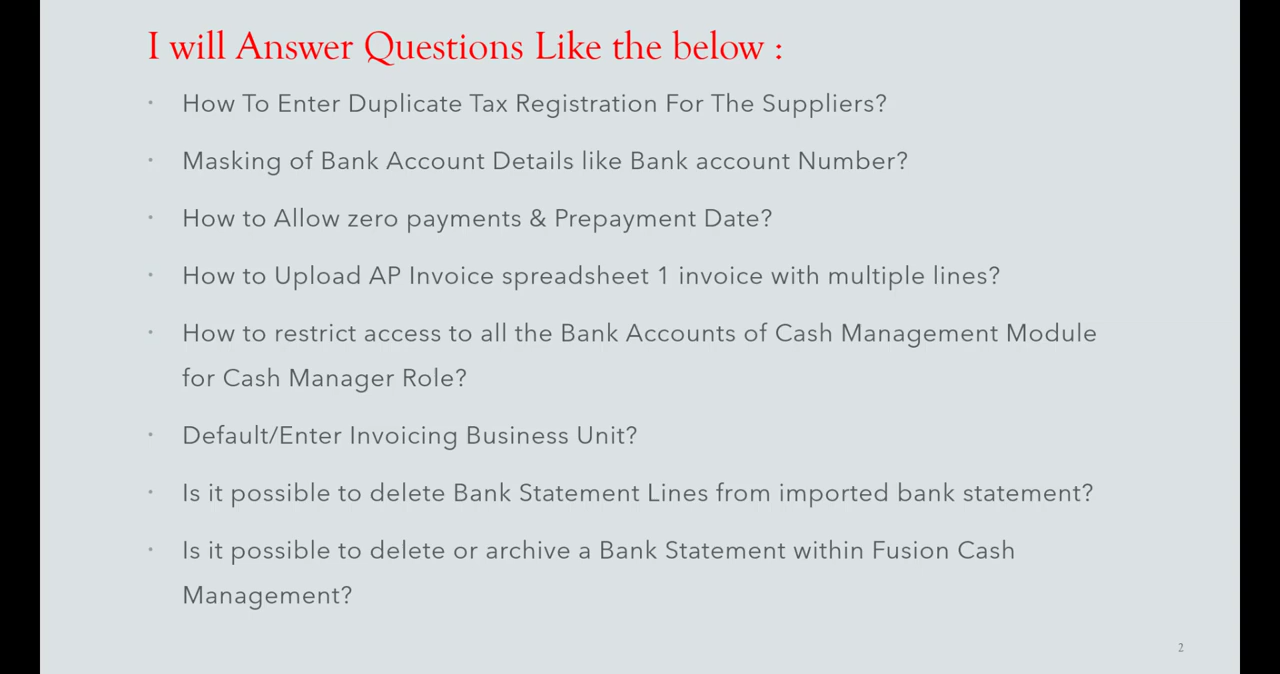 I will Answer Questions Like the below :
• How To Enter Duplicate Tax Registration For The Suppliers?
• Masking of Bank Account Details like Bank account Number?
• How to Allow zero payments & Prepayment Date?
• How to Upload AP Invoice spreadsheet 1 invoice with multiple lines?
• How to restrict access to all the Bank Accounts of Cash Management Module
for Cash Manager Role?
• Default/Enter Invoicing Business Unit?
• Is it possible to delete Bank Statement Lines from imported bank statement?
• Is it possible to delete or archive a Bank Statement within Fusion Cash
Management?
2